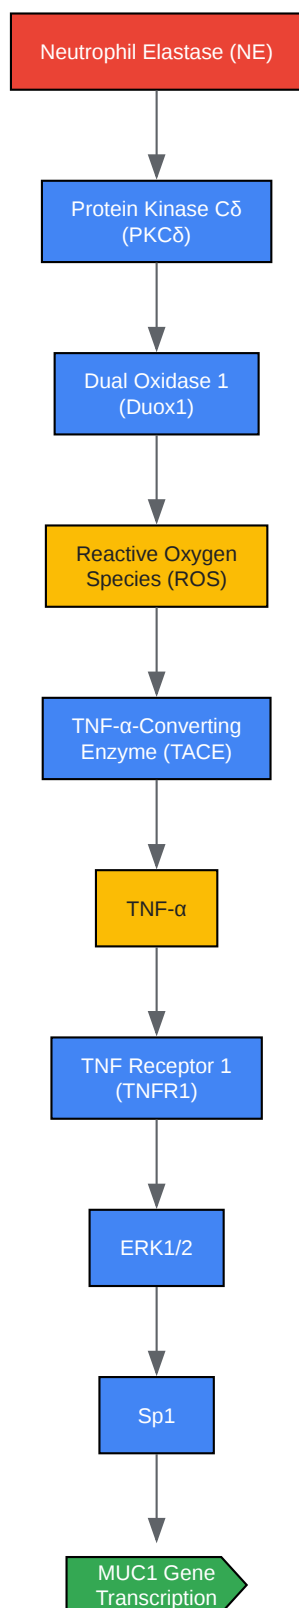 Neutrophil Elastase (NE)
Protein Kinase Cδ
(PKCδ)
Dual Oxidase 1
(Duox1)
Reactive Oxygen
Species (ROS)
TNF-α-Converting
Enzyme (TACE)
TNF-α
TNF Receptor 1
(TNFR1)
ERK1/2
Sp1
MUC1 Gene
Transcription